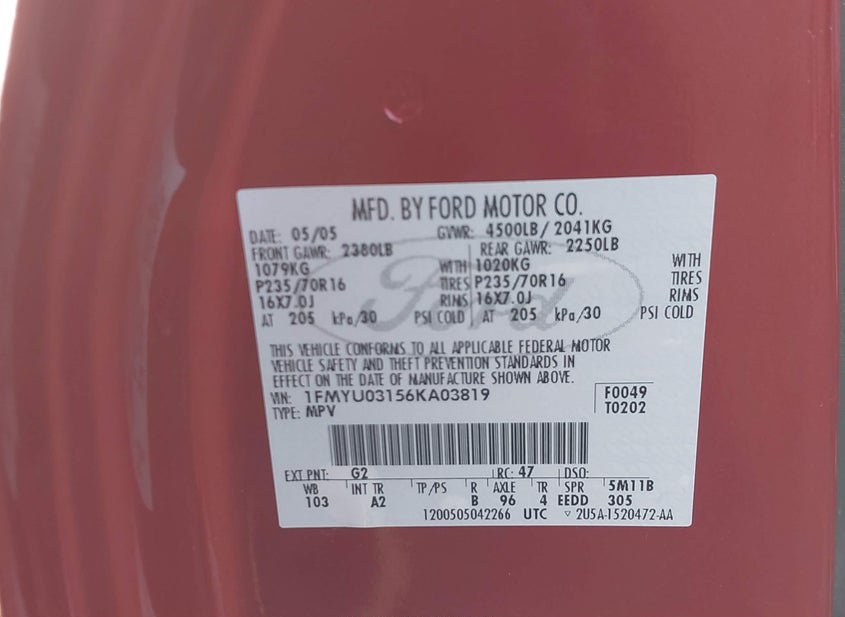 MFD. BY FORD MOTOR CO.
DATE: 05/05 GVWR: 4500LB/ 2041KG
FRONT GAWR: 2380LB REAR GAWR: 2250LB
1079KG WITH 1020KG WITH
P235/70R16 TIRES P235/70R16 TIRES
16X7.0J RIMS 16X7.0J RIMS
AT 205 kPa/30 PSI COLD AT 205 kPa/30 PSI COLD
Ford
THIS VEHICLE CONFORMS TO ALL APPLICABLE FEDERAL MOTOR
VEHICLE SAFETY AND THEFT PREVENTION STANDARDS IN
EFFECT ON THE DATE OF MANUFACTURE SHOWN ABOVE.
VIN: 1FMYU03156KA03819 F0049
TYPE: MPV T0202
EXT PNT: G2 RC: 47 DSO:
WB INT TR TP/PS R AXLE TR SPR 5M11B
103 A2 B 96 4 EEDD 305
1200505042266 UTC ▽ 2U5A-1520472-AA